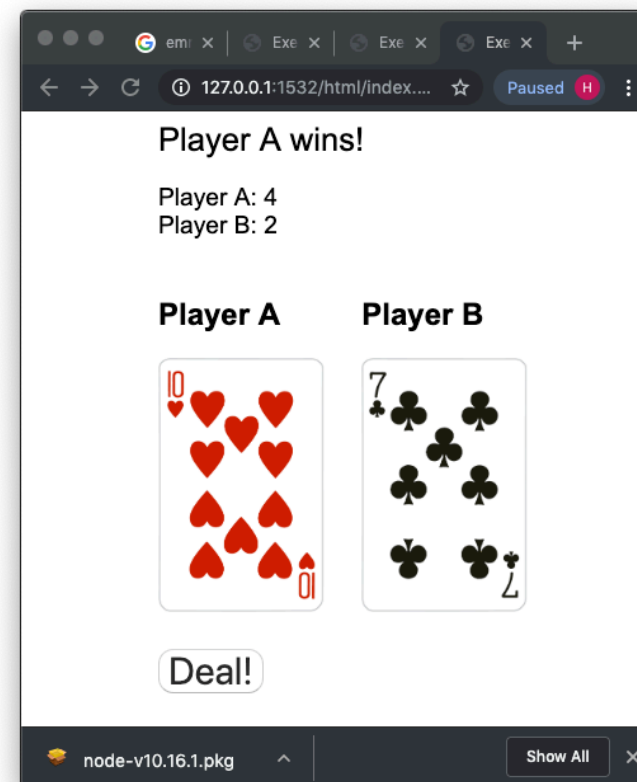 em
Exe
Exe
Exe
127.0.0.1:1532/html/index....
Paused
H
Player A wins!
Player A: 4
Player B: 2
Player A Player B
10 7
10 7
Deal!
node-v10.16.1.pkg
Show All